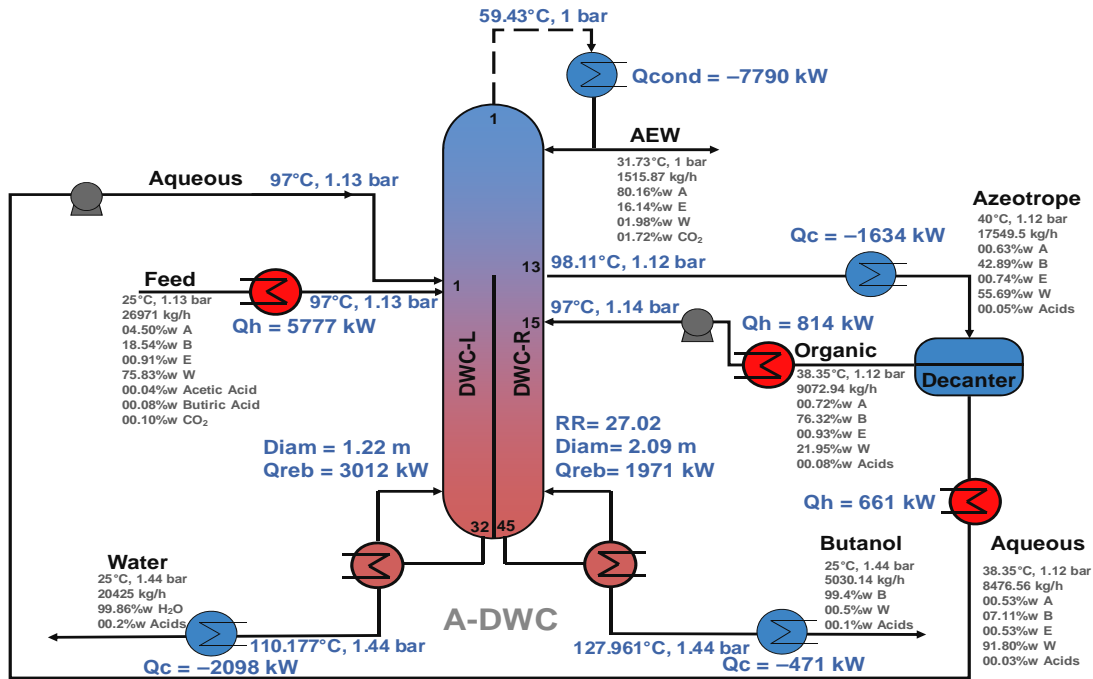 59.43°C, 1 bar
Qcond = –7790 kW
1
AEW
31.73°C, 1 bar
1515.87 kg/h
80.16%w A
16.14% E
01.98%w W
01.72%w CO₂
Aqueous
97°C, 1.13 bar
Feed
25°C, 1.13 bar
26971 kg/h
04.50%w A
18.54%w B
00.91%w E
75.83%w W
00.04%w Acetic Acid
00.08%w Butiric Acid
00.10%w CO₂
97°C, 1.13 bar
Qh = 5777 kW
1
13
15
DWC-L
DWC-R
98.11°C, 1.12 bar
Qc = –1634 kW
Azeotrope
40°C, 1.12 bar
17549.5 kg/h
00.63%w A
42.89%w B
00.74%w E
55.69%w W
00.05%w Acids
97°C, 1.14 bar
Qh = 814 kW
Organic
38.35°C, 1.12 bar
9072.94 kg/h
00.72%w A
76.32%w B
00.93%w E
21.95%w W
00.08%w Acids
Decanter
Diam = 1.22 m
Qreb = 3012 kW
RR= 27.02
Diam= 2.09 m
Qreb= 1971 kW
32
45
Qh = 661 kW
Water
25°C, 1.44 bar
20425 kg/h
99.86%w H₂O
00.2%w Acids
110.177°C, 1.44 bar
Qc = –2098 kW
A-DWC
Butanol
25°C, 1.44 bar
5030.14 kg/h
99.4%w B
00.5%w W
00.1%w Acids
127.961°C, 1.44 bar
Qc = –471 kW
Aqueous
38.35°C, 1.12 bar
8476.56 kg/h
00.53%w A
07.11%w B
00.53%w E
91.80%w W
00.03%w Acids